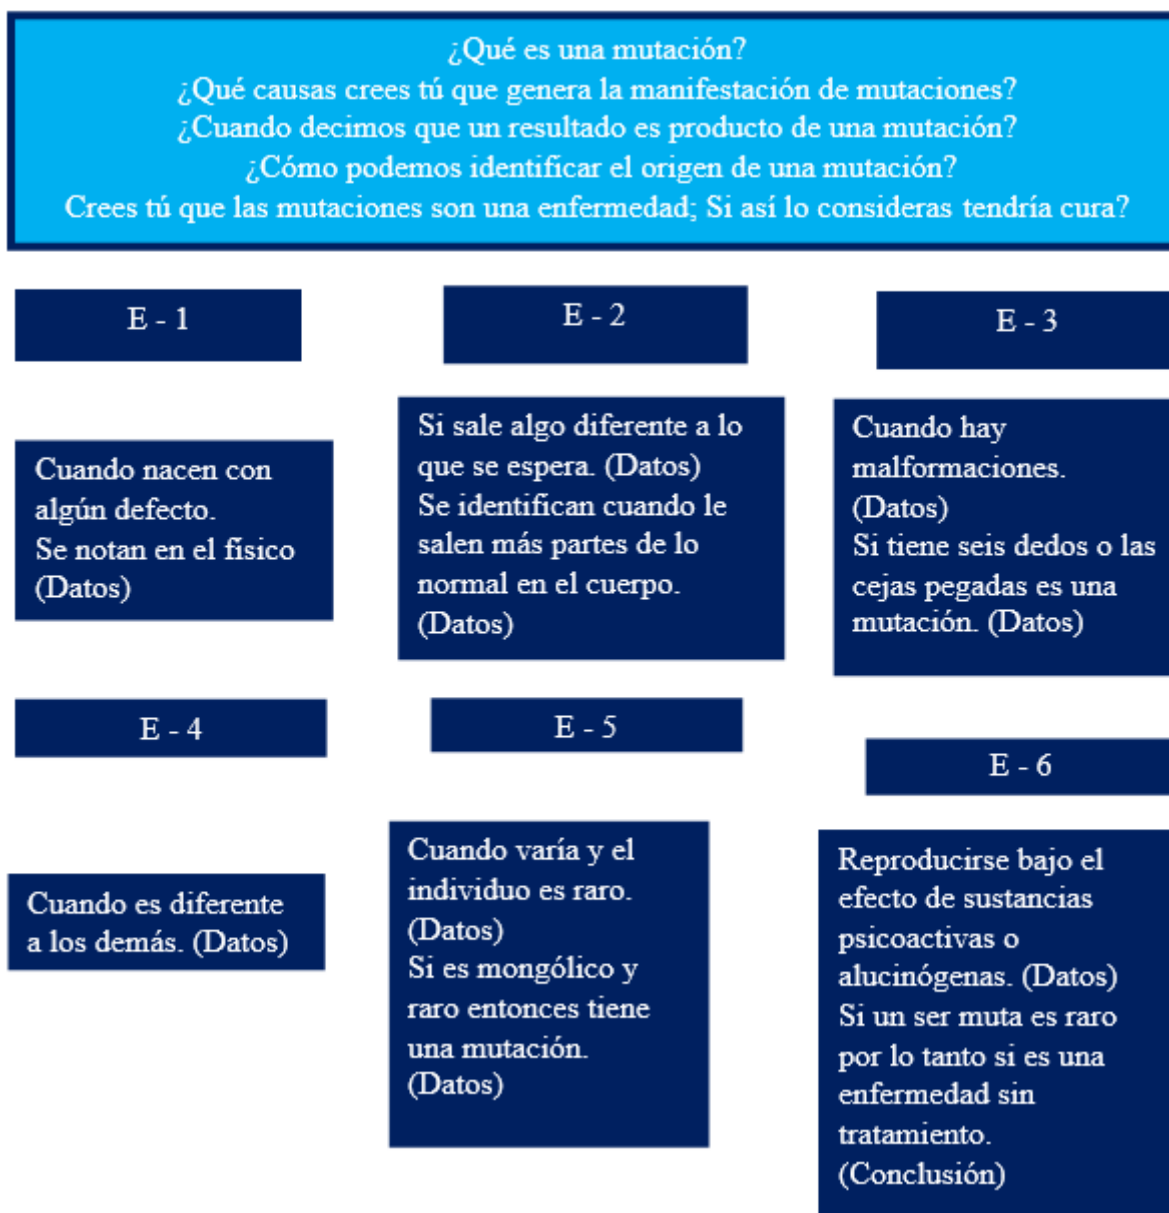 ¿Qué es una mutación?
¿Qué causas crees tú que genera la manifestación de mutaciones?
¿Cuando decimos que un resultado es producto de una mutación?
¿Cómo podemos identificar el origen de una mutación?
Crees tú que las mutaciones son una enfermedad; Si así lo consideras tendría cura?
E - 1
E - 2
E - 3
Cuando nacen con
algún defecto.
Se notan en el físico
(Datos)
Si sale algo diferente a lo
que se espera. (Datos)
Se identifican cuando le
salen más partes de lo
normal en el cuerpo.
(Datos)
Cuando hay
malformaciones.
(Datos)
Si tiene seis dedos o las
cejas pegadas es una
mutación. (Datos)
E - 4
E - 5
E - 6
Cuando es diferente
a los demás. (Datos)
Cuando varía y el
individuo es raro.
(Datos)
Si es mongólico y
raro entonces tiene
una mutación.
(Datos)
Reproducirse bajo el
efecto de sustancias
psicoactivas o
alucinógenas. (Datos)
Si un ser muta es raro
por lo tanto si es una
enfermedad sin
tratamiento.
(Conclusión)